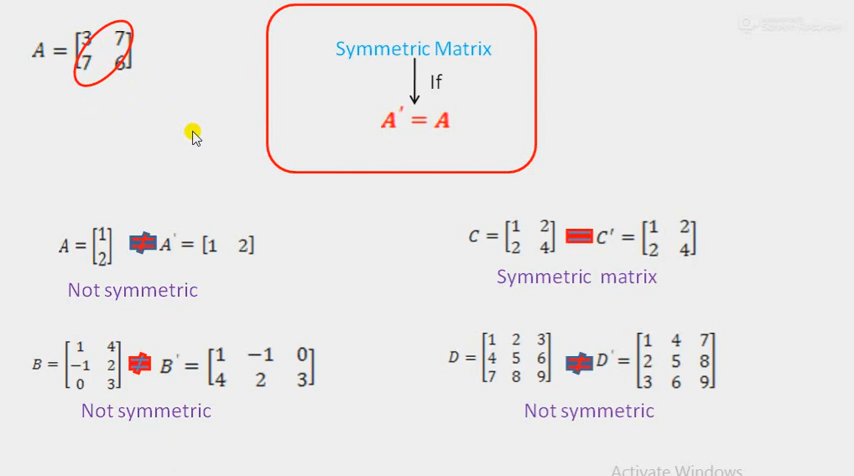 A = [3 7
7 6]
Symmetric Matrix
If
A' = A
A = [1
2] ≠ A' = [1 2]
Not symmetric
C = [1 2
2 4] = C' = [1 2
2 4]
Symmetric matrix
B = [1 4
-1 2
0 3] ≠ B' = [1 -1 0
4 2 3]
Not symmetric
D = [1 2 3
4 5 6
7 8 9] ≠ D' = [1 4 7
2 5 8
3 6 9]
Not symmetric
Activate Windows